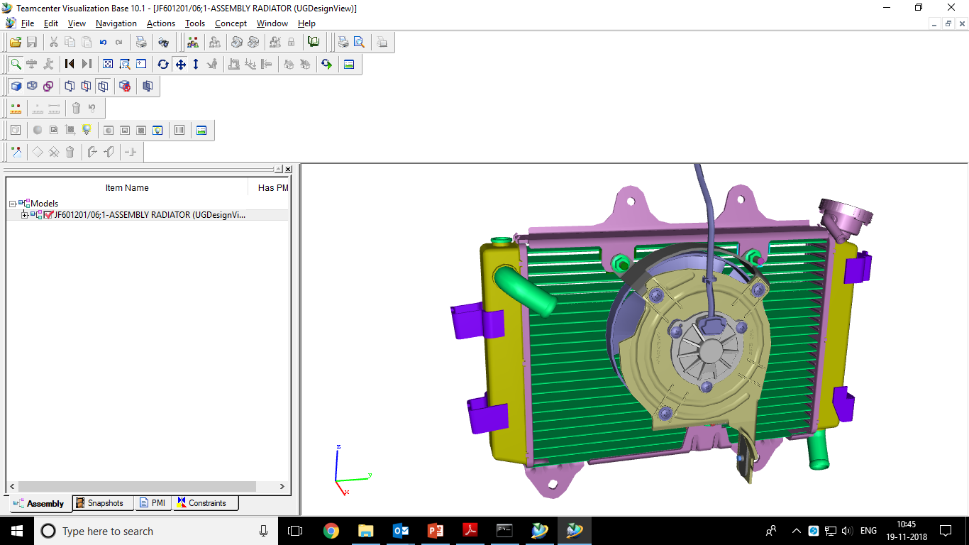 Teamcenter Visualization Base 10.1 - [JF601201/06;1-ASSEMBLY RADIATOR (UGDesignView)]
File Edit View Navigation Actions Tools Concept Window Help
Item Name Has PM
Models
JF601201/06;1-ASSEMBLY RADIATOR (UGDesignVi...
Z
Y
X
Assembly Snapshots PMI Constraints
Type here to search
ENG
10:45
19-11-2018